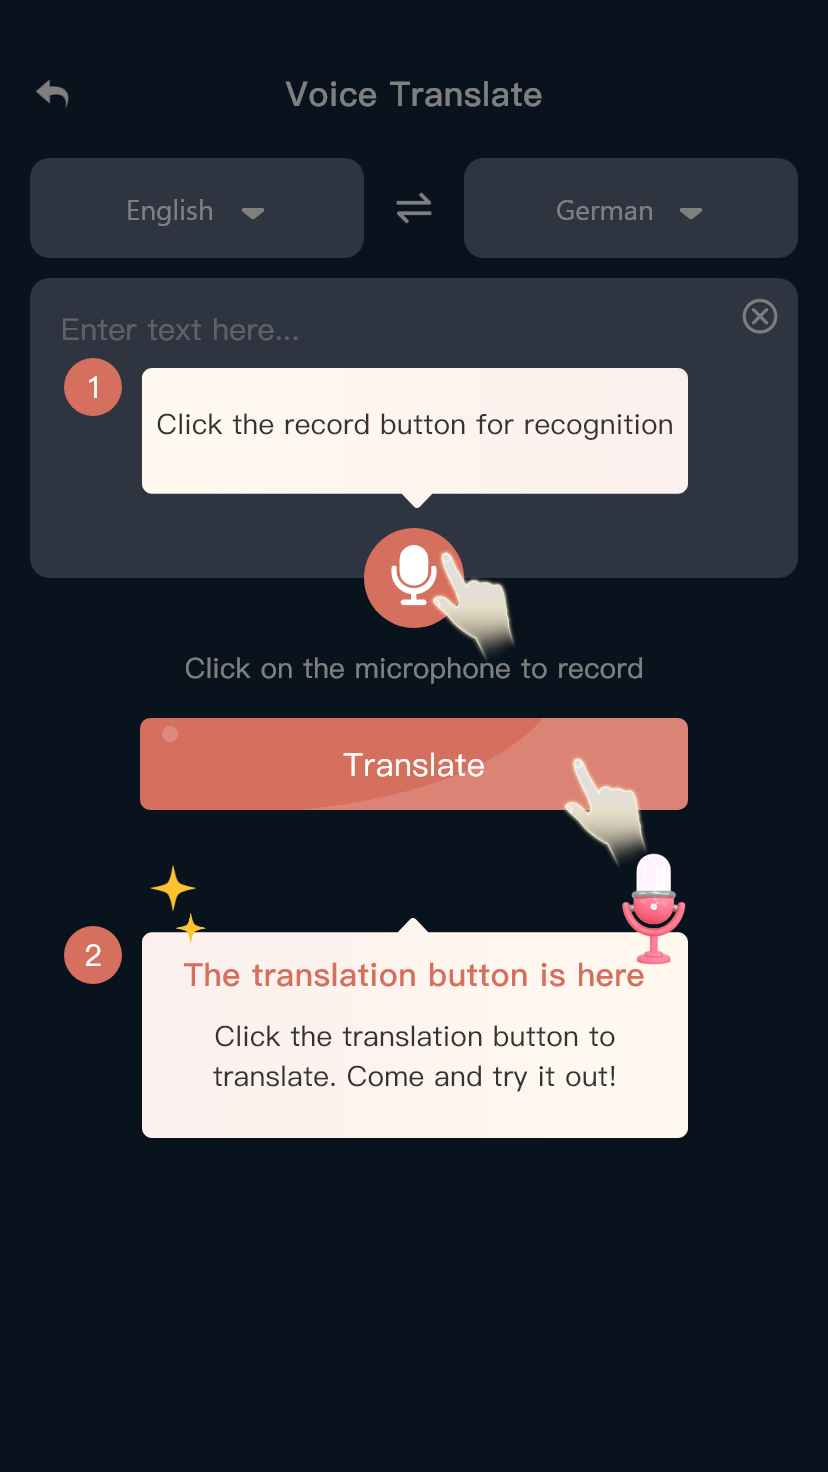 Voice Translate
English
German
Enter text here...
1
Click the record button for recognition
Click on the microphone to record
Translate
2
The translation button is here
Click the translation button to
translate. Come and try it out!